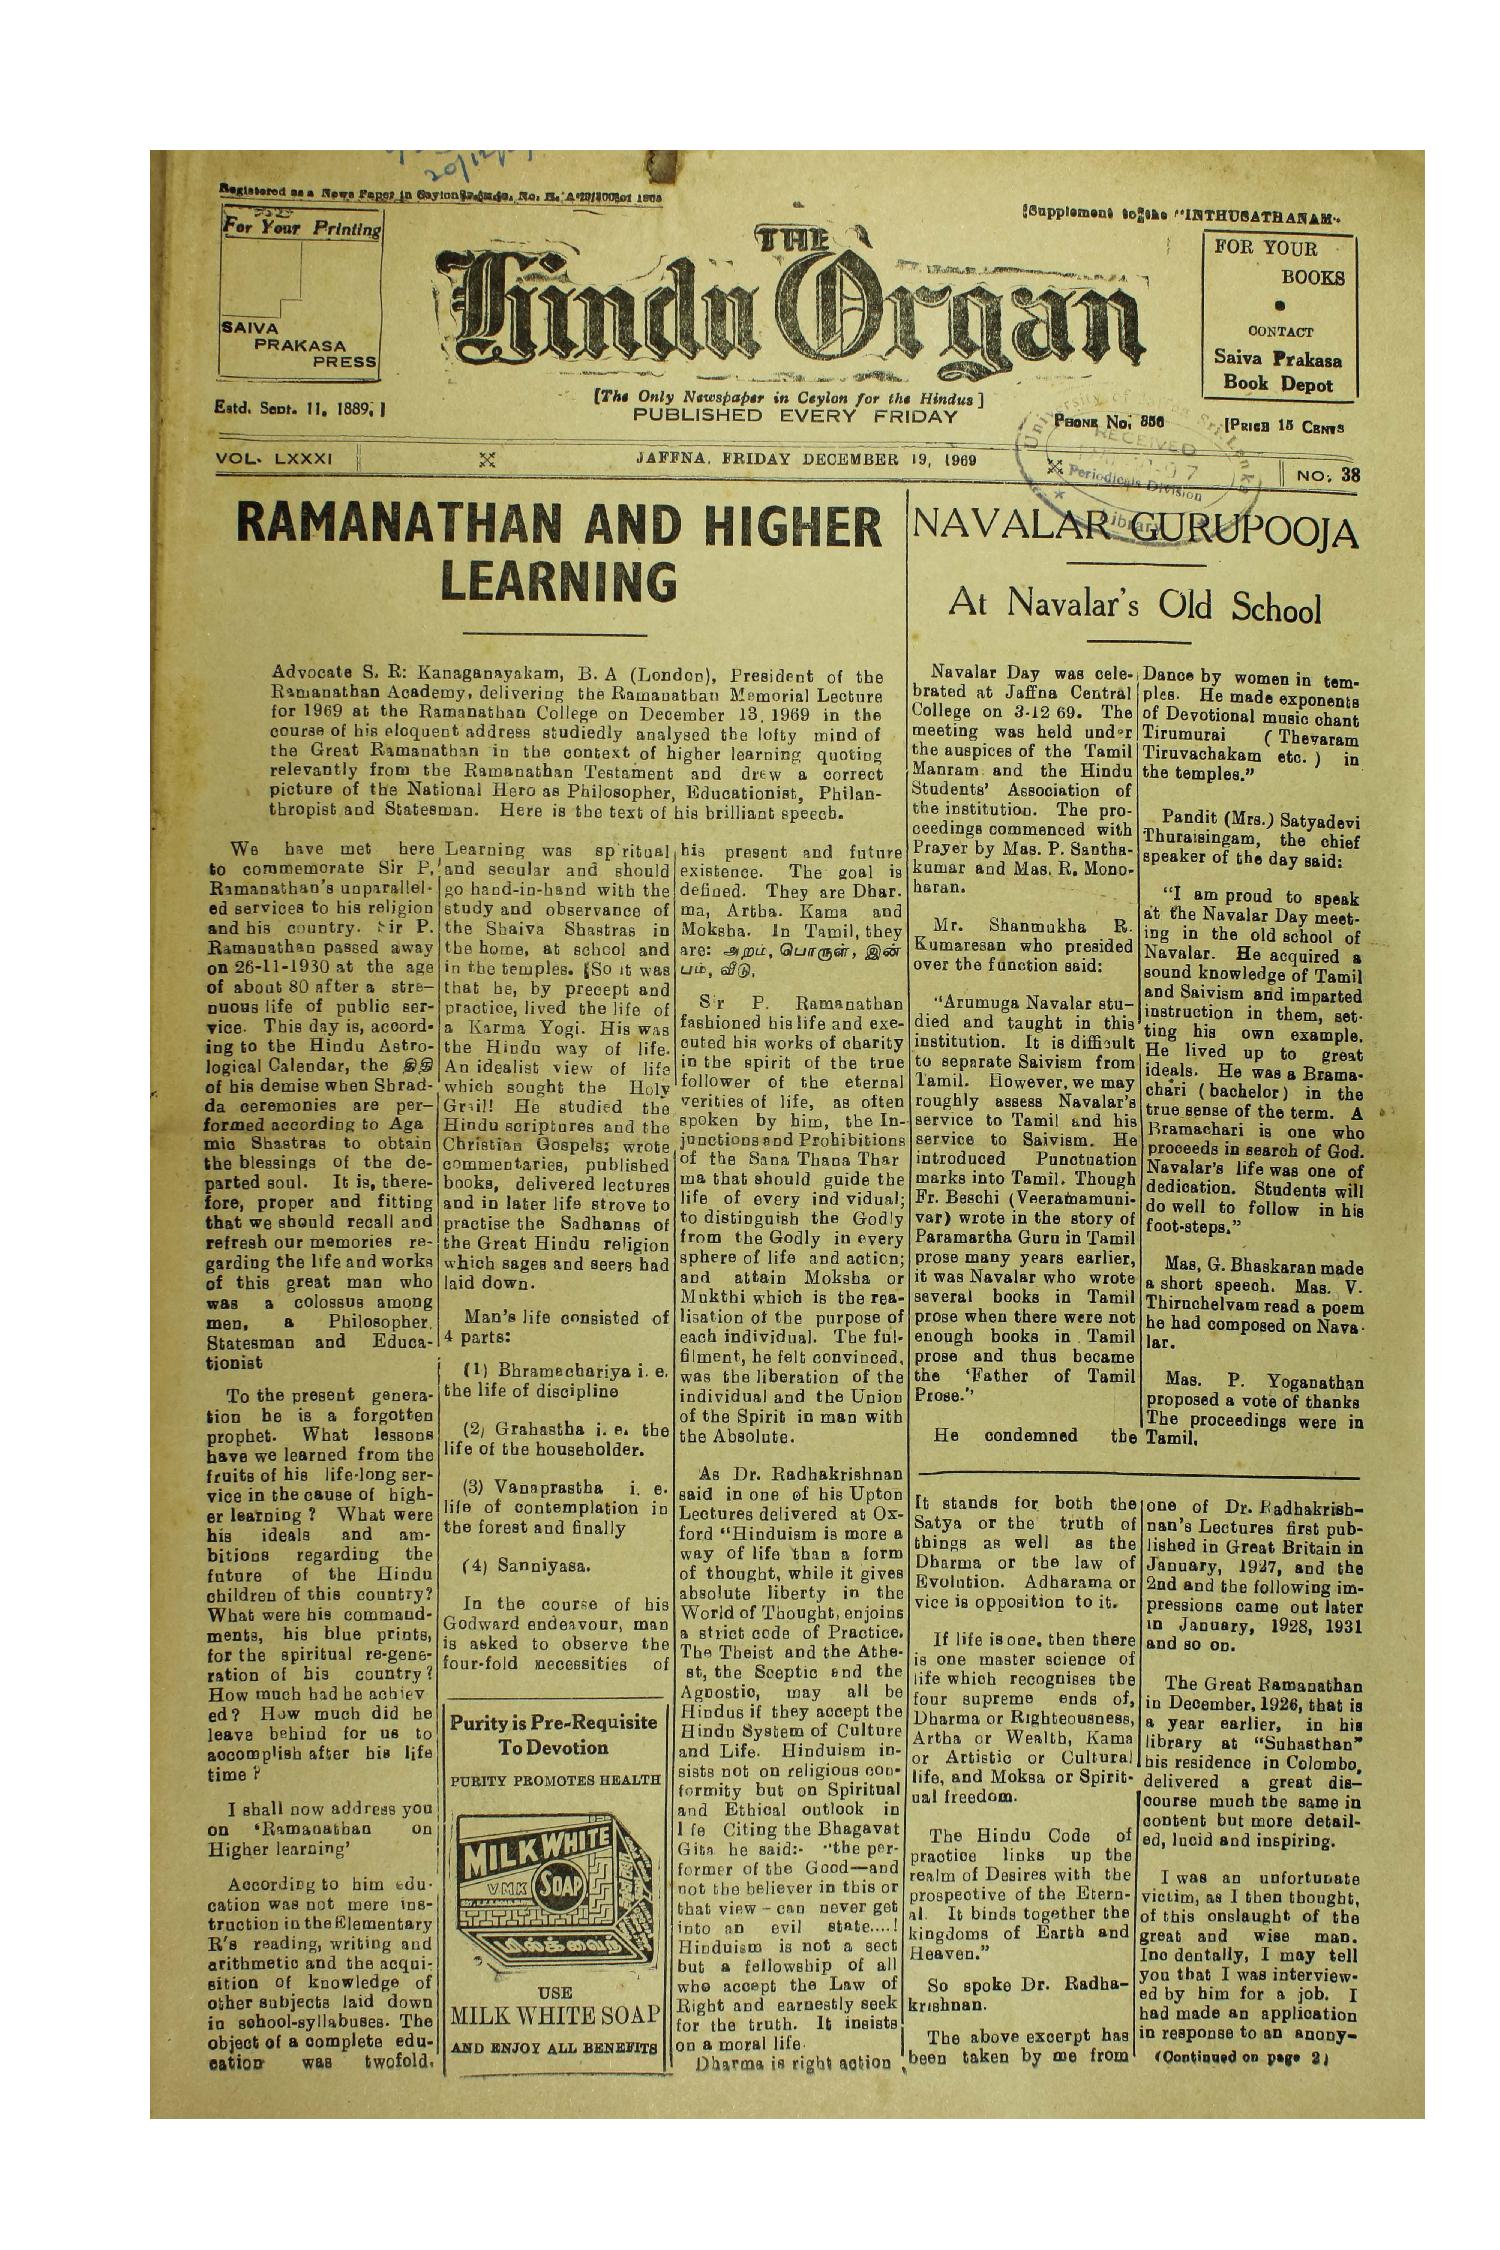 20/12/
Registered as a News Paper in Ceylon
[Supplement to the "INTHUSATHANAM"
For Your Printing
SAIVA
PRAKASA
PRESS
THE
Hindu Organ
FOR YOUR
BOOKS
CONTACT
Saiva Prakasa
Book Depot
Estd. Sept. 11, 1889.
[The Only Newspaper in Ceylon for the Hindus]
PUBLISHED EVERY FRIDAY
PHONE No; 856
[PRICE 15 CENTS
University of Jaffna Sri Lanka
RECEIVED
Periodicals Division
Library
VOL. LXXXI
JAFFNA, FRIDAY DECEMBER 19, 1969
NO: 38
RAMANATHAN AND HIGHER
LEARNING
Advocate S. R: Kanaganayakam, B. A (London), President of the
Ramanathan Academy, delivering the Ramanathan Memorial Lecture
for 1969 at the Ramanathan College on December 13, 1969 in the
course of his eloquent address studiedly analysed the lofty mind of
the Great Ramanathan in the context of higher learning quoting
relevantly from the Ramanathan Testament and drew a correct
picture of the National Hero as Philosopher, Educationist, Philan-
thropist and Statesman. Here is the text of his brilliant speech.
We have met here
to commemorate Sir P.
Ramanathan's unparallel-
ed services to his religion
and his country. Sir P.
Ramanathan passed away
on 26-11-1930 at the age
of about 80 after a stre-
nuous life of public ser-
vice. This day is, accord-
ing to the Hindu Astro-
logical Calendar, the திதி
of his demise when Shrad-
da ceremonies are per-
formed according to Aga
mic Shastras to obtain
the blessings of the de-
parted soul. It is, there-
fore, proper and fitting
that we should recall and
refresh our memories re-
garding the life and works
of this great man who
was a colossus among
men, a Philosopher,
Statesman and Educa-
tionist
To the present genera-
tion he is a forgotten
prophet. What lessons
have we learned from the
fruits of his life-long ser-
vice in the cause of high-
er learning? What were
his ideals and am-
bitions regarding the
future of the Hindu
children of this country?
What were his command-
ments, his blue prints,
for the spiritual re-gene-
ration of his country?
How much had he achiev
ed? How much did he
leave behind for us to
accomplish after his life
time?
I shall now address you
on 'Ramanathan on
Higher learning'
According to him edu-
cation was not mere ins-
truction in the Elementary
R's reading, writing and
arithmetic and the acqui-
sition of knowledge of
other subjects laid down
in school-syllabuses. The
object of a complete edu-
cation was twofold.
Learning was spiritual
and secular and should
go hand-in-hand with the
study and observance of
the Shaiva Shastras in
the home, at school and
in the temples. So it was
that he, by precept and
practice, lived the life of
a Karma Yogi. His was
the Hindu way of life.
An idealist view of life
which sought the Holy
Grail! He studied the
Hindu scriptures and the
Christian Gospels; wrote
commentaries, published
books, delivered lectures
and in later life strove to
practise the Sadhanas of
the Great Hindu religion
which sages and seers had
laid down.
Man's life consisted of
4 parts:
(1) Bhramachariya i. e.
the life of discipline
(2) Grahastha i. e. the
life of the householder.
(3) Vanaprastha i. e.
life of contemplation in
the forest and finally
(4) Sanniyasa.
In the course of his
Godward endeavour, man
is asked to observe the
four-fold necessities of
Purity is Pre-Requisite
To Devotion
PURITY PROMOTES HEALTH
MILK WHITE
VMK SOAP
மில்க்வைற்
USE
MILK WHITE SOAP
AND ENJOY ALL BENEFITS
his present and future
existence. The goal is
defined. They are Dhar.
ma, Artha. Kama and
Moksha. In Tamil, they
are: அறம், பொருள், இன்
பம், வீடு.
Sir P. Ramanathan
fashioned his life and exe-
cuted his works of charity
in the spirit of the true
follower of the eternal
verities of life, as often
spoken by him, the In-
junctions and Prohibitions
of the Sana Thana Thar
ma that should guide the
life of every individual;
to distinguish the Godly
from the Godly in every
sphere of life and action;
and attain Moksha or
Mukthi which is the rea-
lisation of the purpose of
each individual. The ful-
filment, he felt convinced,
was the liberation of the
individual and the Union
of the Spirit in man with
the Absolute.
As Dr. Radhakrishnan
said in one of his Upton
Lectures delivered at Ox-
ford "Hinduism is more a
way of life than a form
of thought, while it gives
absolute liberty in the
World of Thought, enjoins
a strict code of Practice.
The Theist and the Athe-
st, the Sceptic and the
Agnostic, may all be
Hindus if they accept the
Hindu System of Culture
and Life. Hinduism in-
sists not on religious con-
formity but on Spiritual
and Ethical outlook in
life Citing the Bhagavat
Gita he said:- "the per-
former of the Good—and
not the believer in this or
that view - can never get
into an evil state....!
Hinduism is not a sect
but a fellowship of all
who accept the Law of
Right and earnestly seek
for the truth. It insists
on a moral life.
Dharma is right action
NAVALAR GURUPOOJA
At Navalar's Old School
Navalar Day was cele-
brated at Jaffna Central
College on 3-12 69. The
meeting was held under
the auspices of the Tamil
Manram and the Hindu
Students' Association of
the institution. The pro-
ceedings commenced with
Prayer by Mas. P. Santha-
kumar and Mas. R. Mono-
haran.
Mr. Shanmukha R.
Kumaresan who presided
over the function said:
"Arumuga Navalar stu-
died and taught in this
institution. It is difficult
to separate Saivism from
Tamil. However, we may
roughly assess Navalar's
service to Tamil and his
service to Saivism. He
introduced Punctuation
marks into Tamil. Though
Fr. Beschi (Veeramamuni-
var) wrote in the story of
Paramartha Guru in Tamil
prose many years earlier,
it was Navalar who wrote
several books in Tamil
prose when there were not
enough books in Tamil
prose and thus became
the 'Father of Tamil
Prose."
He condemned the
Dance by women in tem-
ples. He made exponents
of Devotional music chant
Tirumurai (Thevaram
Tiruvachakam etc.) in
the temples."
Pandit (Mrs.) Satyadevi
Thuraisingam, the chief
speaker of the day said:
"I am proud to speak
at the Navalar Day meet-
ing in the old school of
Navalar. He acquired a
sound knowledge of Tamil
and Saivism and imparted
instruction in them, set-
ting his own example.
He lived up to great
ideals. He was a Brama-
chari (bachelor) in the
true sense of the term. A
Bramachari is one who
proceeds in search of God.
Navalar's life was one of
dedication. Students will
do well to follow in his
foot-steps."
Mas, G. Bhaskaran made
a short speech. Mas. V.
Thiruchelvam read a poem
he had composed on Nava-
lar.
Mas. P. Yoganathan
proposed a vote of thanks
The proceedings were in
Tamil.
It stands for both the
Satya or the truth of
things as well as the
Dharma or the law of
Evolution. Adharama or
vice is opposition to it.
If life is one, then there
is one master science of
life which recognises the
four supreme ends of,
Dharma or Righteousness,
Artha or Wealth, Kama
or Artistic or Cultural
life, and Moksa or Spirit-
ual freedom.
The Hindu Code of
practice links up the
realm of Desires with the
prospective of the Etern-
al. It binds together the
kingdoms of Earth and
Heaven."
So spoke Dr. Radha-
krishnan.
The above excerpt has
been taken by me from
one of Dr. Radhakrish-
nan's Lectures first pub-
lished in Great Britain in
January, 1927, and the
2nd and the following im-
pressions came out later
in January, 1928, 1931
and so on.
The Great Ramanathan
in December, 1926, that is
a year earlier, in his
library at "Suhasthan"
his residence in Colombo,
delivered a great dis-
course much the same in
content but more detail-
ed, lucid and inspiring.
I was an unfortunate
victim, as I then thought,
of this onslaught of the
great and wise man.
Inc dentally, I may tell
you that I was interview-
ed by him for a job. I
had made an application
in response to an anony-
(Continued on page 2)